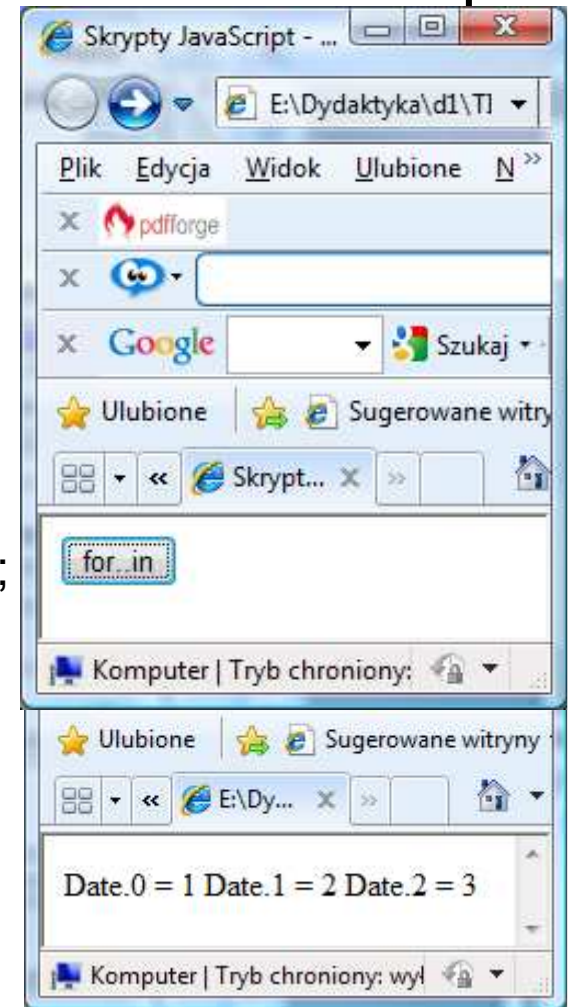 Skrypty JavaScript - ...
E:\Dydaktyka\d1\TI
Plik Edycja Widok Ulubione N »
x pdfforge
x
x Google Szukaj
Ulubione Sugerowane witry
« Skrypt... x »
;
for..in
Komputer | Tryb chroniony:
Ulubione Sugerowane witryny
« E:\Dy... x »
Date.0 = 1 Date.1 = 2 Date.2 = 3
Komputer | Tryb chroniony: wył